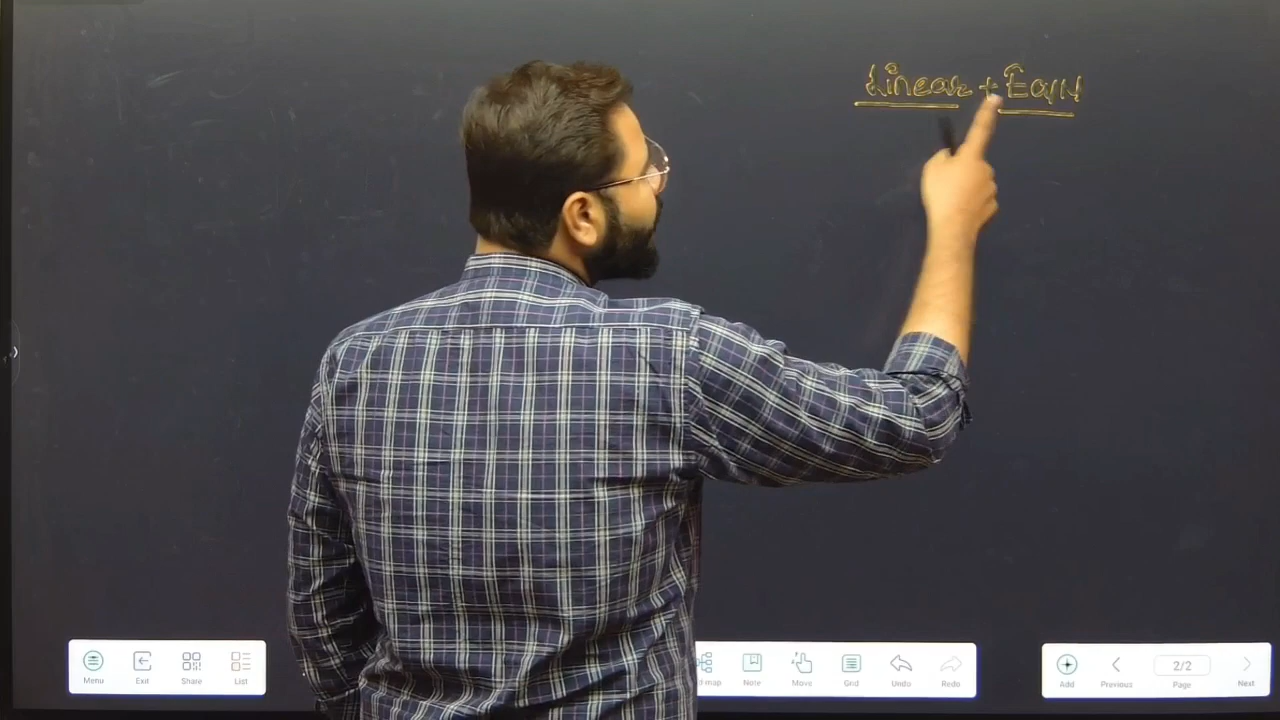 Linear + Eqn
Menu
Exit
Share
List
Note
Move
Grid
Undo
Redo
Add
Previous
2/2
Page
Next